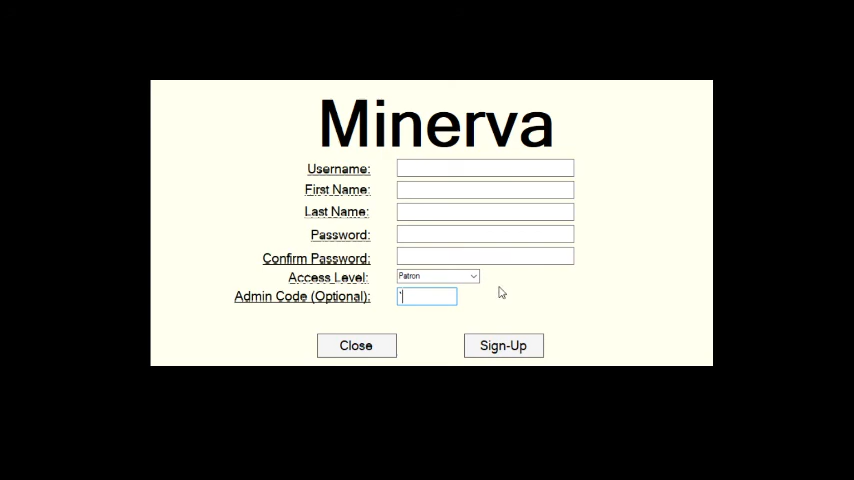 Minerva
Username:
First Name:
Last Name:
Password:
Confirm Password:
Access Level: Patron
Admin Code (Optional):
Close Sign-Up